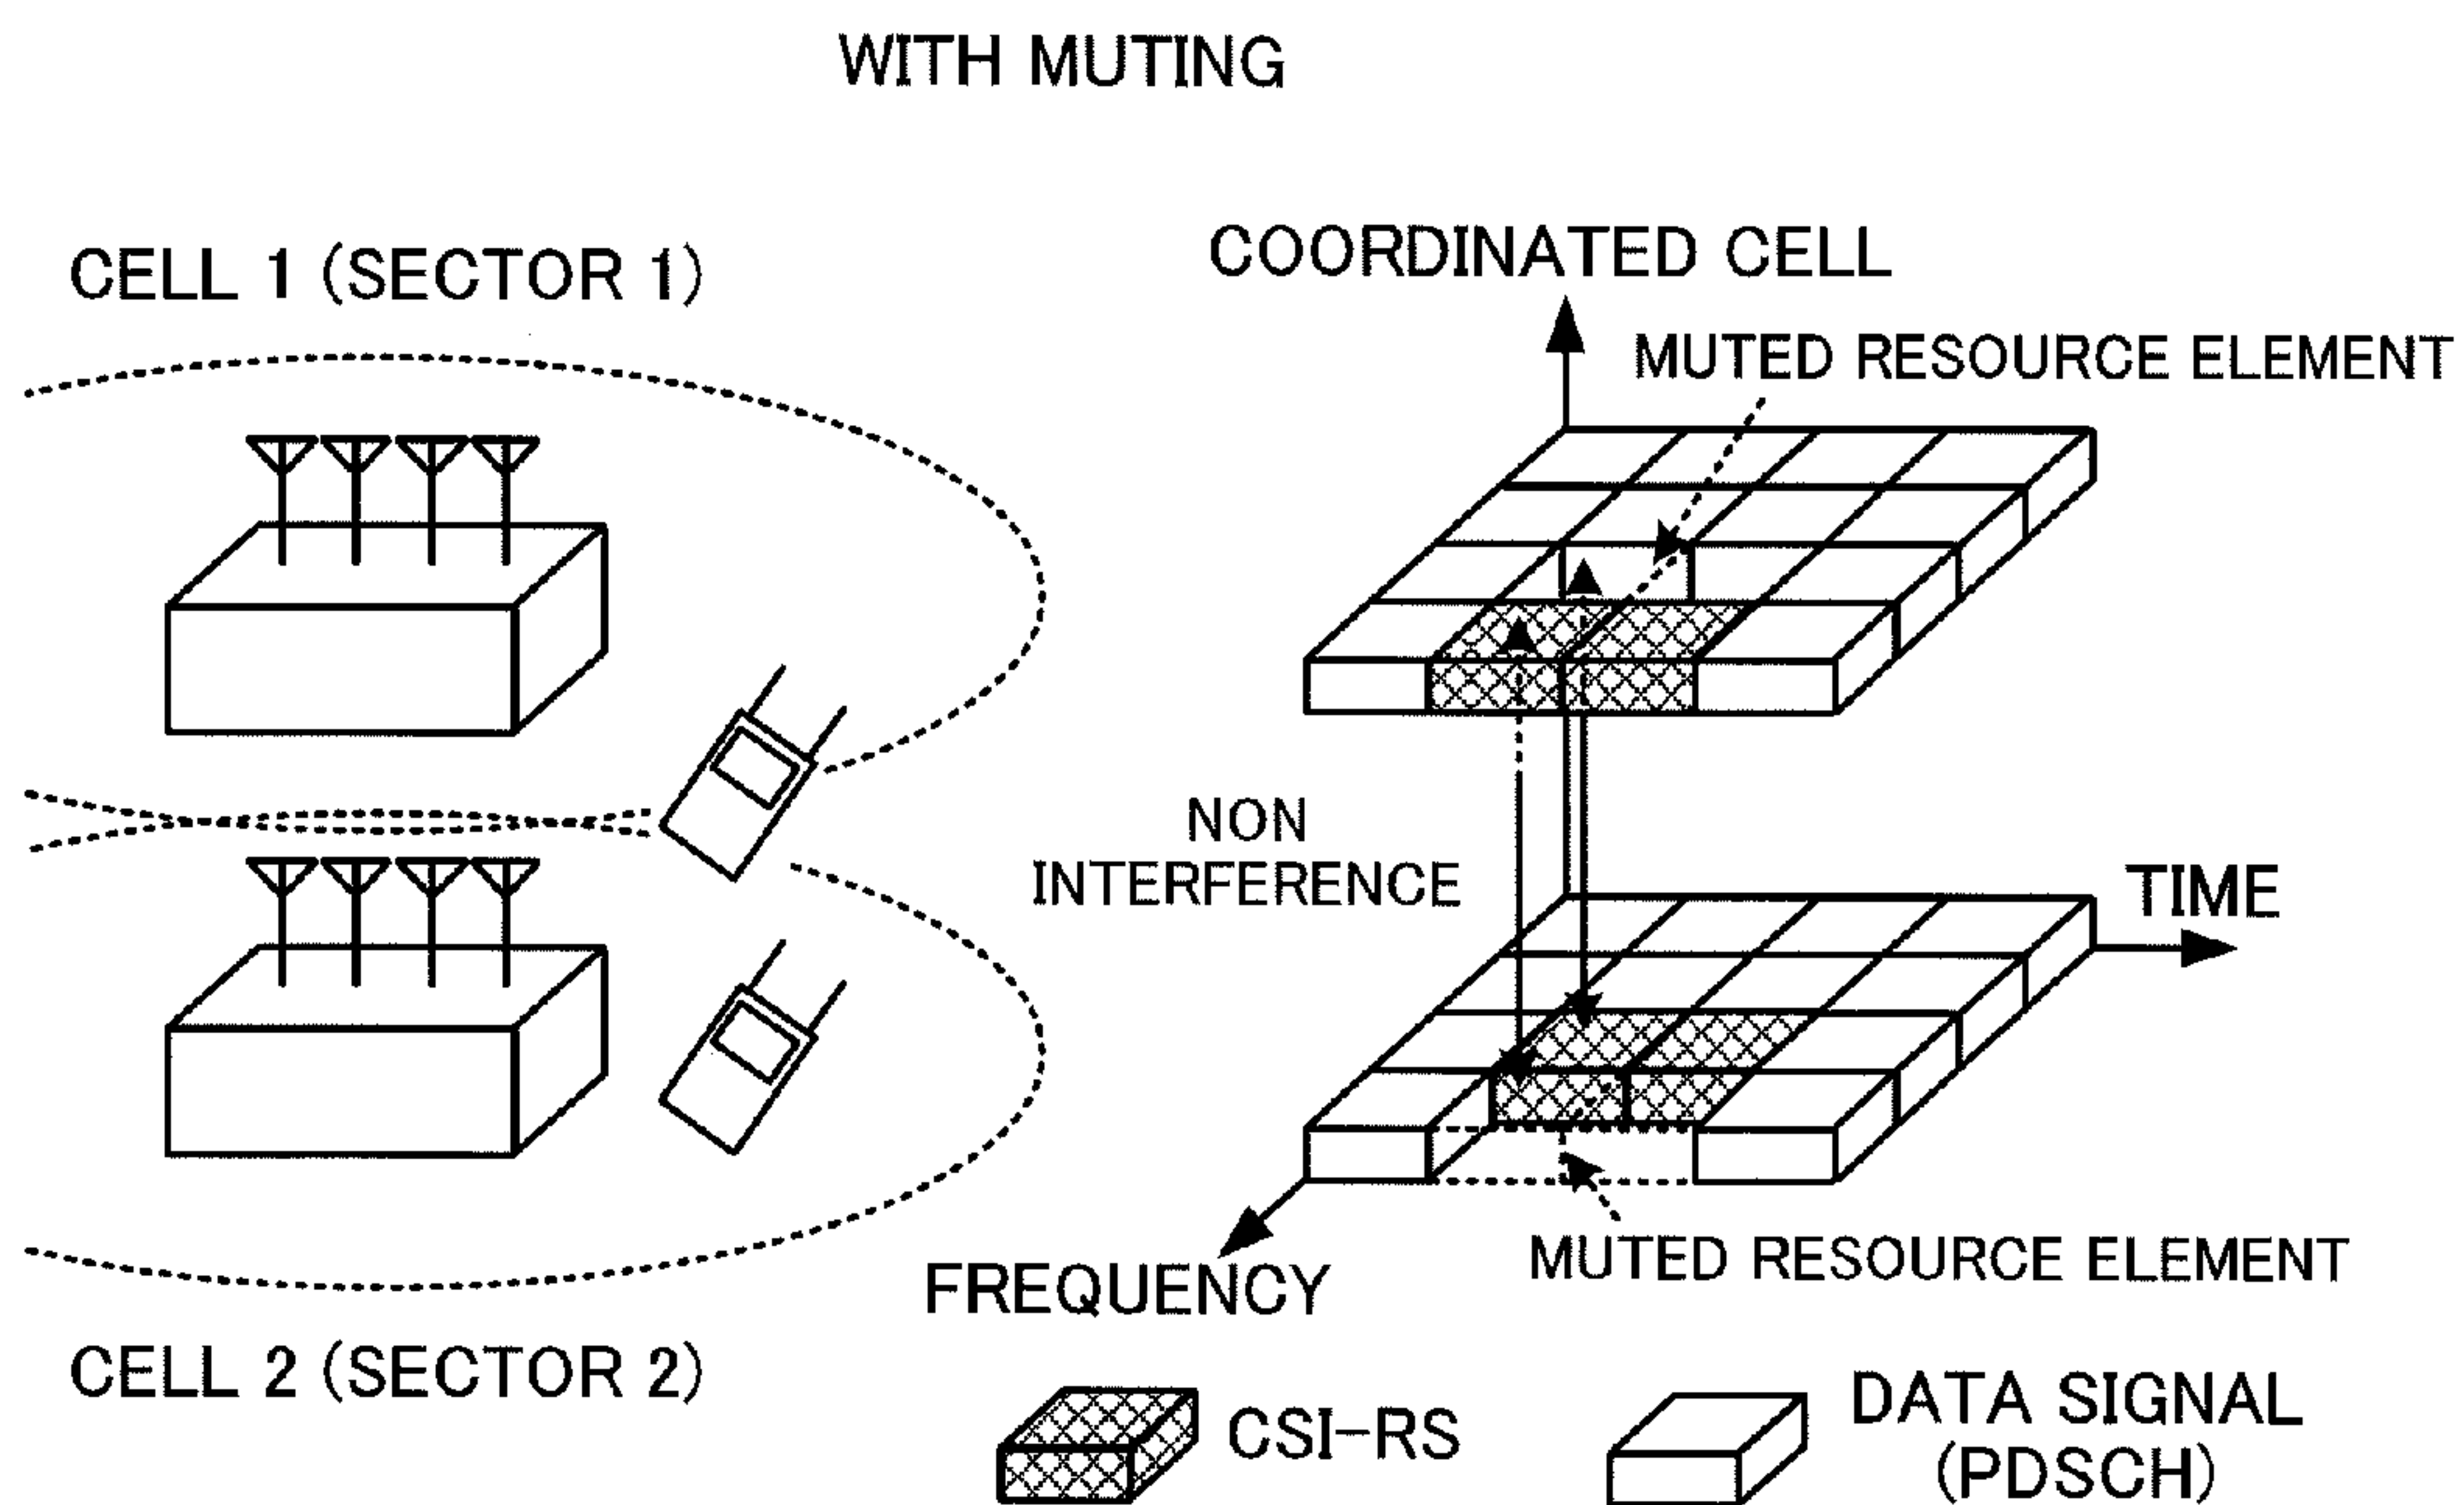 WITH MUTING
CELL 1 (SECTOR 1)
COORDINATED CELL
MUTED RESOURCE ELEMENT
NON
INTERFERENCE
TIME
MUTED RESOURCE ELEMENT
FREQUENCY
CELL 2 (SECTOR 2)
CSI-RS
DATA SIGNAL
(PDSCH)